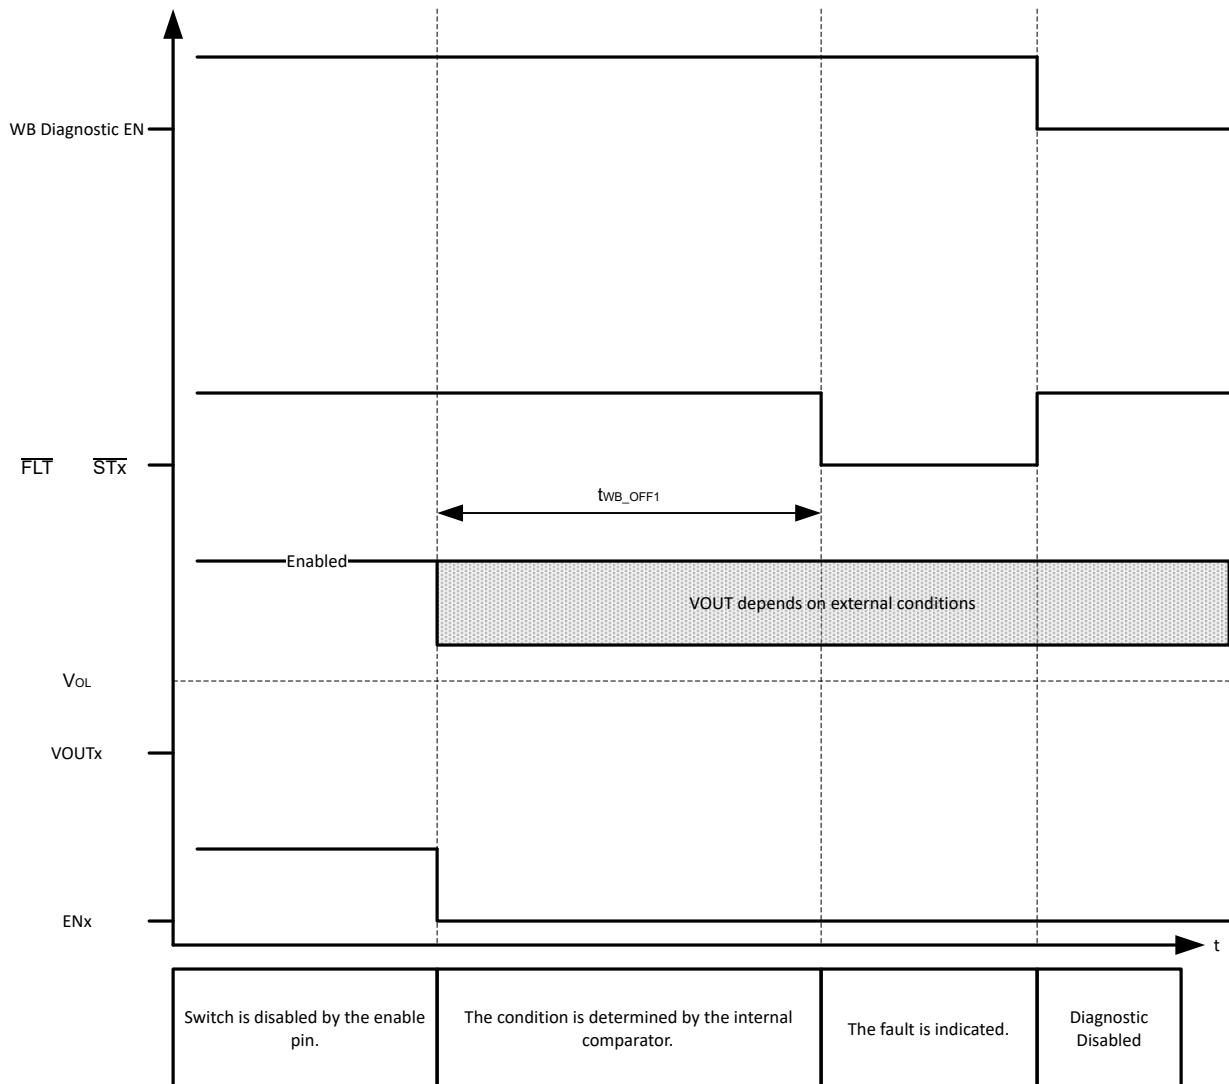 WB Diagnostic EN
FLT STx
tWB_OFF1
Enabled
VOUT depends on external conditions
VOL
VOUTx
ENx
t
Switch is disabled by the enable
pin.
The condition is determined by the internal
comparator.
The fault is indicated.
Diagnostic
Disabled